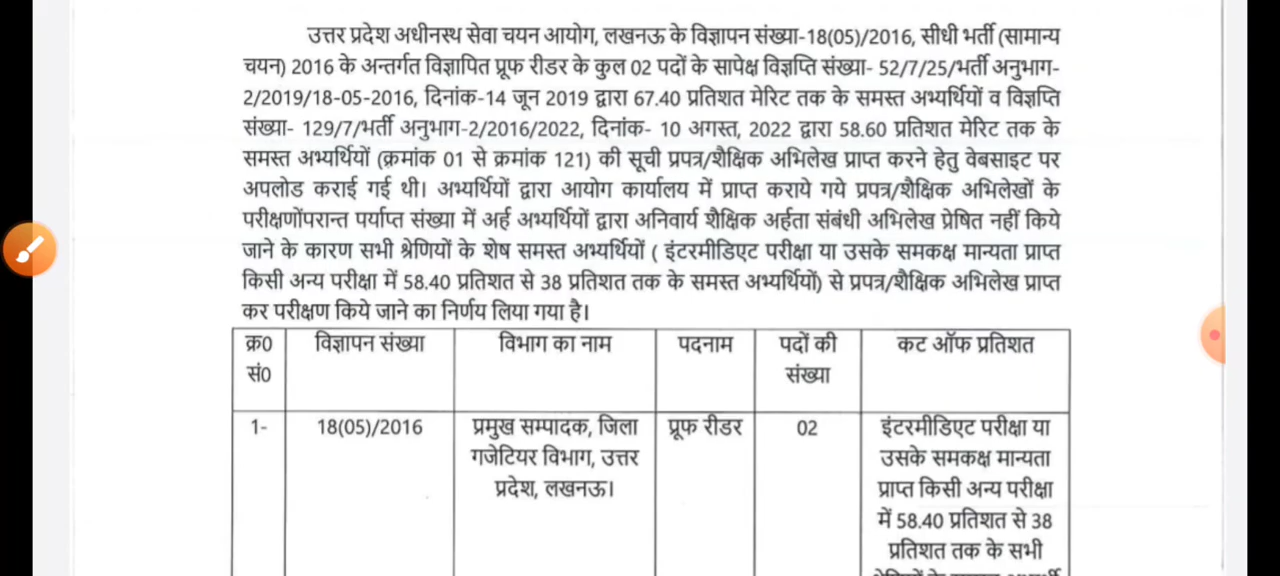 उत्तर प्रदेश अधीनस्थ सेवा चयन आयोग, लखनऊ के विज्ञापन संख्या-18(05)/2016, सीधी भर्ती (सामान्य
चयन) 2016 के अन्तर्गत विज्ञापित प्रूफ रीडर के कुल 02 पदों के सापेक्ष विज्ञप्ति संख्या- 52/7/25/भर्ती अनुभाग-
2/2019/18-05-2016, दिनांक-14 जून 2019 द्वारा 67.40 प्रतिशत मेरिट तक के समस्त अभ्यर्थियों व विज्ञप्ति
संख्या- 129/7/भर्ती अनुभाग-2/2016/2022, दिनांक- 10 अगस्त, 2022 द्वारा 58.60 प्रतिशत मेरिट तक के
समस्त अभ्यर्थियों (क्रमांक 01 से क्रमांक 121) की सूची प्रपत्र/शैक्षिक अभिलेख प्राप्त करने हेतु वेबसाइट पर
अपलोड कराई गई थी। अभ्यर्थियों द्वारा आयोग कार्यालय में प्राप्त कराये गये प्रपत्र/शैक्षिक अभिलेखों के
परीक्षणोंपरान्त पर्याप्त संख्या में अर्ह अभ्यर्थियों द्वारा अनिवार्य शैक्षिक अर्हता संबंधी अभिलेख प्रेषित नहीं किये
जाने के कारण सभी श्रेणियों के शेष समस्त अभ्यर्थियों ( इंटरमीडिएट परीक्षा या उसके समकक्ष मान्यता प्राप्त
किसी अन्य परीक्षा में 58.40 प्रतिशत से 38 प्रतिशत तक के समस्त अभ्यर्थियों) से प्रपत्र/शैक्षिक अभिलेख प्राप्त
कर परीक्षण किये जाने का निर्णय लिया गया है।
क्र0 विज्ञापन संख्या विभाग का नाम पदनाम पदों की कट ऑफ प्रतिशत
सं0 संख्या
1- 18(05)/2016 प्रमुख सम्पादक, जिला प्रूफ रीडर 02 इंटरमीडिएट परीक्षा या
गजेटियर विभाग, उत्तर उसके समकक्ष मान्यता
प्रदेश, लखनऊ। प्राप्त किसी अन्य परीक्षा
में 58.40 प्रतिशत से 38
प्रतिशत तक के सभी